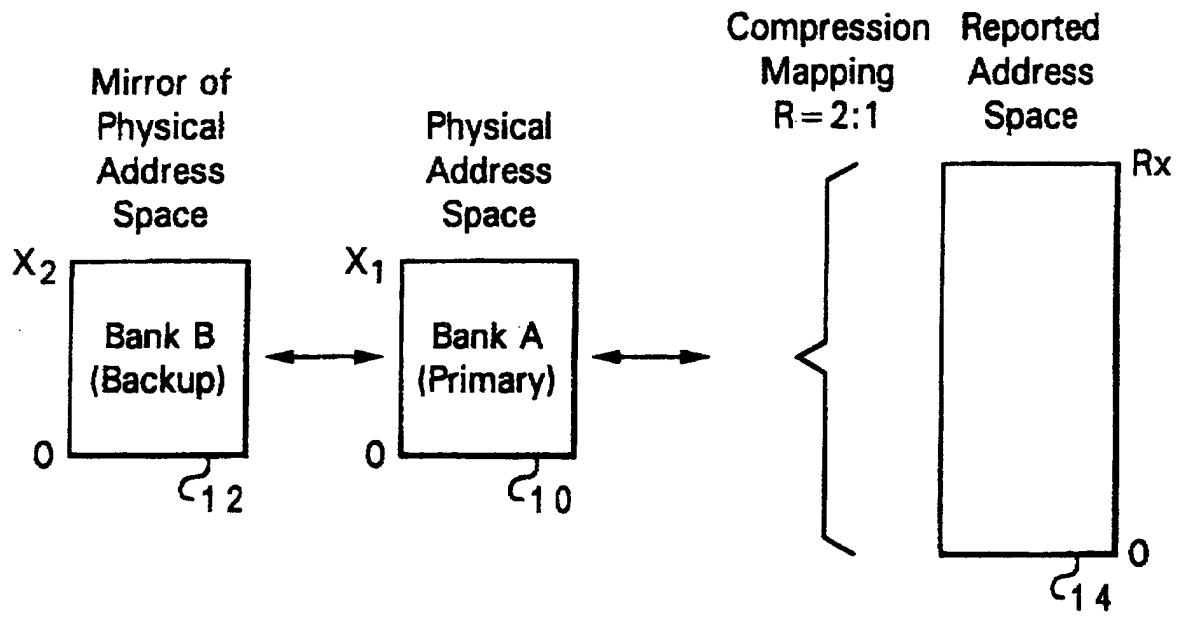 Mirror of
Physical
Address
Space
X2
Bank B
(Backup)
0
12
Physical
Address
Space
X1
Bank A
(Primary)
0
10
Compression
Mapping
R=2:1
Reported
Address
Space
Rx
0
14